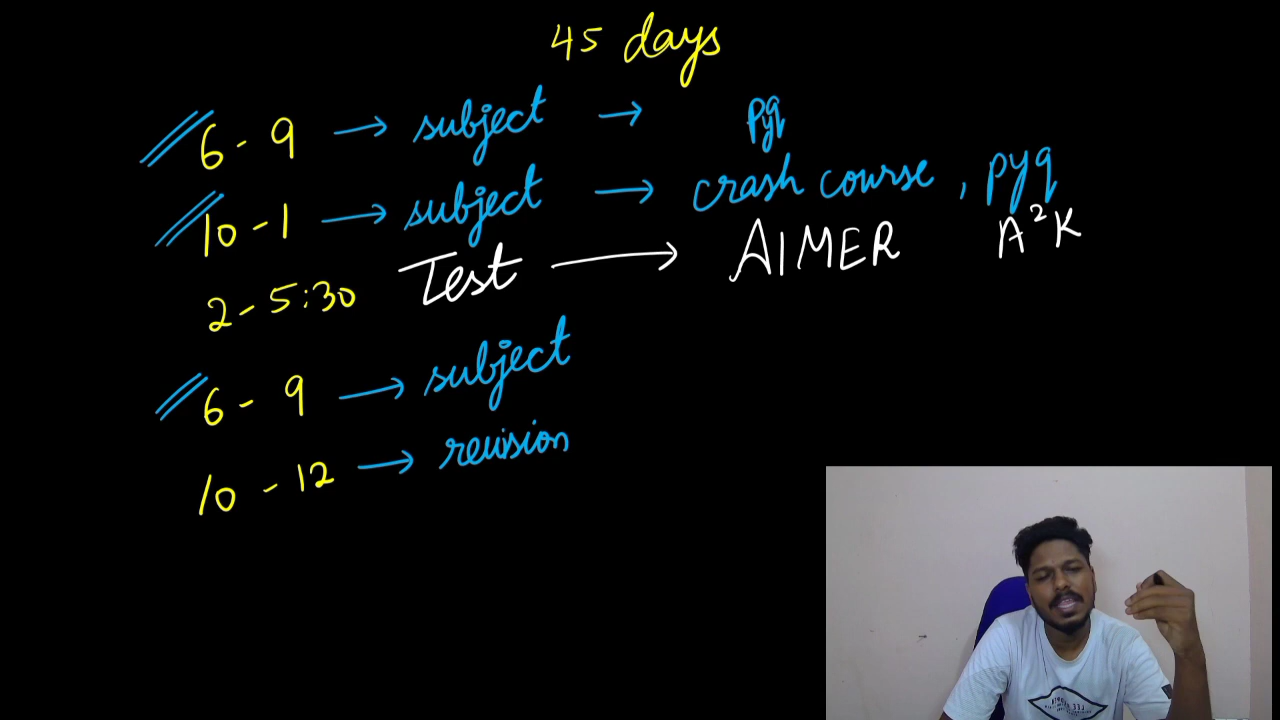 45 days
6 - 9 → subject → pyq
10 - 1 → subject → crash course, pyq
2 - 5:30 Test → AIMER A²K
6 - 9 → subject
10 - 12 → revision